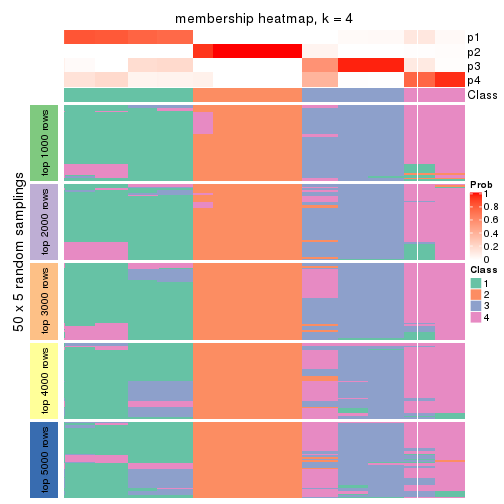 membership heatmap, k = 4
p1
p2
p3
p4
Class
50 x 5 random samplings
top 1000 rows
top 2000 rows
top 3000 rows
top 4000 rows
top 5000 rows
Prob
1
0.8
0.6
0.4
0.2
0
Class
1
2
3
4